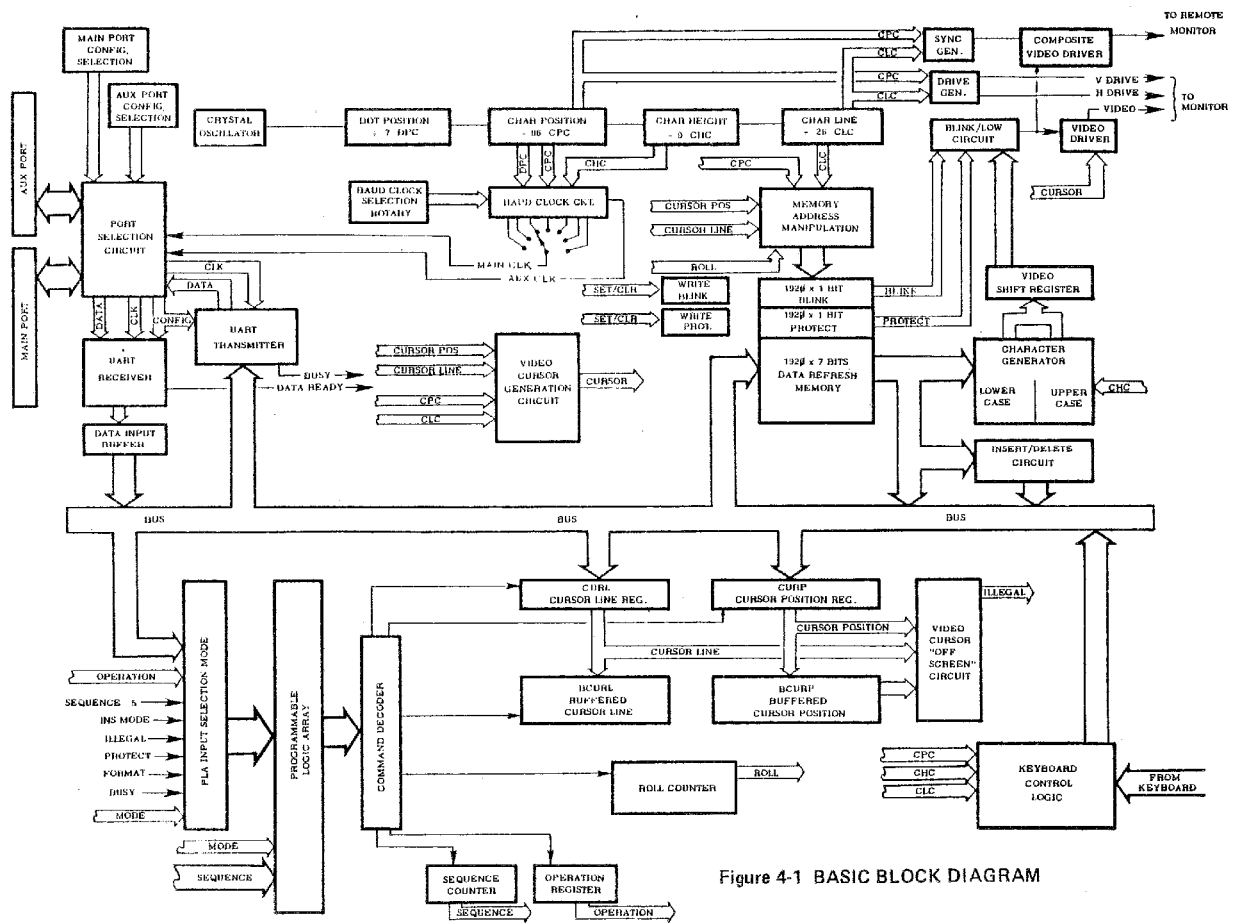 MAIN PORT
CONFIG,
SELECTION
AUX PORT
CONFIG,
SELECTION
AUX PORT
MAIN PORT
CRYSTAL
OSCILLATOR
DOT POSITION
÷ 7 DPC
CHAR POSITION
CPC
CHAR HEIGHT
CHC
CHAR LINE
CLC
CPC
CLC
SYNC
GEN.
COMPOSITE
VIDEO DRIVER
TO REMOTE
MONITOR
CPC
CLC
DRIVE
GEN.
V DRIVE
H DRIVE
VIDEO
TO
MONITOR
BLINK/LOW
CIRCUIT
VIDEO
DRIVER
CURSOR
PORT
SELECTION
CIRCUIT
BAUD CLOCK
SELECTION
ROTARY
DPC
CPC
CHC
BAUD CLOCK CKT.
CPC
CLC
CURSOR POS
CURSOR LINE
MEMORY
ADDRESS
MANIPULATION
MAIN CLK
AUX CLK
ROLL
CLK
DATA
DATA
CLK
CONFIG
UART
TRANSMITTER
UART
RECEIVER
BUSY
DATA READY
DATA INPUT
BUFFER
SET/CLR
WRITE
BLINK
SET/CLR
WRITE
PROT.
192∅ x 1 BIT
BLINK
BLINK
192∅ x 1 BIT
PROTECT
PROTECT
192∅ x 7 BITS
DATA REFRESH
MEMORY
VIDEO
SHIFT REGISTER
CHARACTER
GENERATOR
LOWER
CASE
UPPER
CASE
CHC
CURSOR POS
CURSOR LINE
CPC
CLC
VIDEO
CURSOR
GENERATION
CIRCUIT
CURSOR
INSERT/DELETE
CIRCUIT
BUS
BUS
BUS
CURL
CURSOR LINE REG.
CURP
CURSOR POSITION REG.
ILLEGAL
CURSOR POSITION
CURSOR LINE
VIDEO
CURSOR
"OFF
SCREEN"
CIRCUIT
BCURL
BUFFERED
CURSOR LINE
BCURP
BUFFERED
CURSOR POSITION
OPERATION
SEQUENCE 5
INS MODE
ILLEGAL
PROTECT
FORMAT
BUSY
MODE
PLA INPUT SELECTION MODE
PROGRAMMABLE
LOGIC ARRAY
COMMAND DECODER
MODE
SEQUENCE
ROLL COUNTER
ROLL
CPC
CHC
CLC
KEYBOARD
CONTROL
LOGIC
FROM
KEYBOARD
SEQUENCE
COUNTER
OPERATION
REGISTER
SEQUENCE
OPERATION
Figure 4-1 BASIC BLOCK DIAGRAM